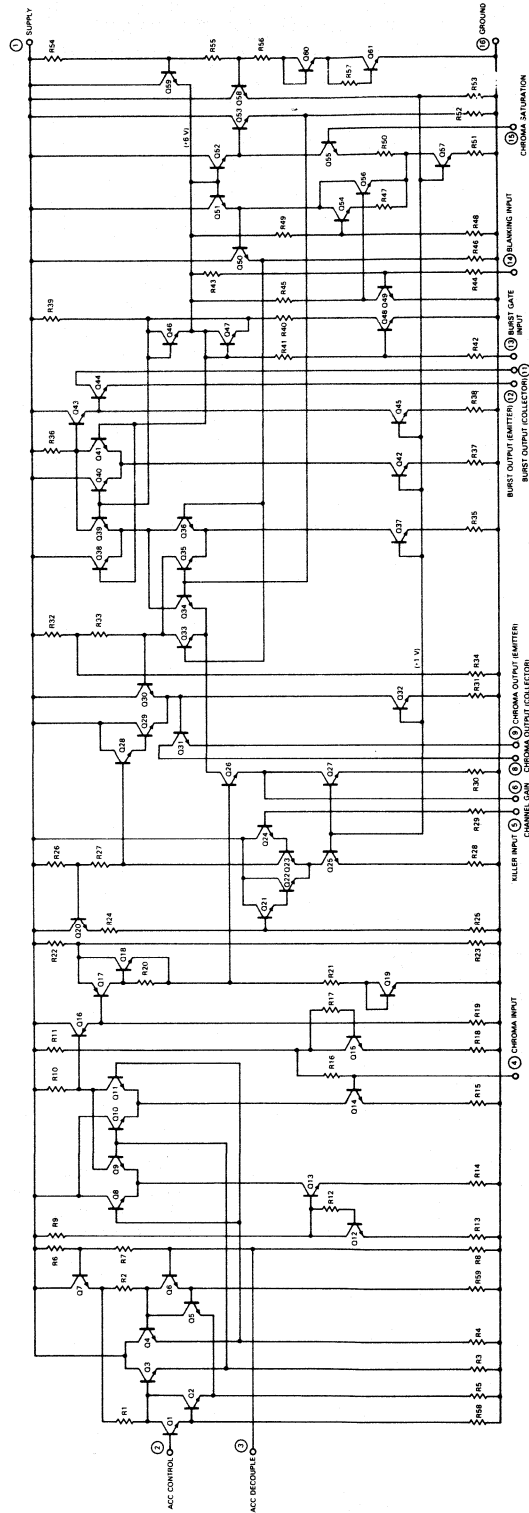 1
SUPPLY
R54
R39
R36
R32
R26
R22
R11
R10
R9
R6
Q7
R7
R2
R1
Q1
Q2
Q3
Q4
Q5
Q6
2
ACC CONTROL
3
ACC DECOUPLE
R58
R5
R3
R4
R59
R8
Q8
Q9
Q10
Q11
Q12
R12
Q13
R13
R14
Q14
R15
R16
Q15
R17
R18
Q16
Q17
Q18
R20
R19
R21
Q19
4
CHROMA INPUT
R23
Q20
R24
R25
R27
Q21
Q22
Q23
Q24
Q25
R28
R29
Q26
Q27
R30
KILLER INPUT
5
CHANNEL GAIN
6
8
CHROMA OUTPUT (COLLECTOR)
9
CHROMA OUTPUT (EMITTER)
Q28
Q29
Q30
Q31
Q32
R31
R34
R33
(~1 V)
Q33
Q34
Q35
Q36
Q37
R35
Q38
Q39
Q40
Q41
Q42
R37
Q43
Q44
Q45
R38
BURST OUTPUT (EMITTER)
12
BURST OUTPUT (COLLECTOR)
11
Q46
Q47
R41
R40
Q48
R42
Q49
R45
R43
R44
13
BURST GATE
INPUT
14
BLANKING INPUT
Q50
R46
R49
R48
Q51
Q52
Q53
Q54
R47
Q56
Q55
R50
Q57
R51
R52
R53
15
CHROMA SATURATION
(~6 V)
Q59
Q58
R55
R56
Q60
R57
Q61
16
GROUND